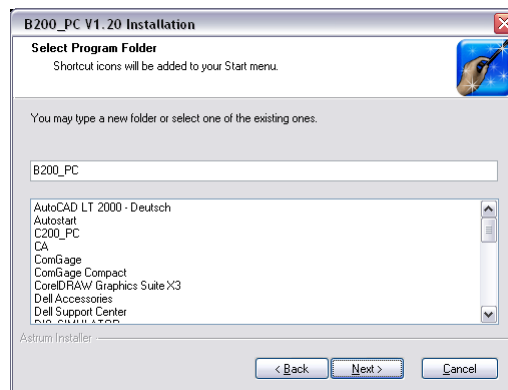 B200_PC V1.20 Installation
Select Program Folder
Shortcut icons will be added to your Start menu.
You may type a new folder or select one of the existing ones.
B200_PC
AutoCAD LT 2000 - Deutsch
Autostart
C200_PC
CA
ComGage
ComGage Compact
CorelDRAW Graphics Suite X3
Dell Accessories
Dell Support Center
Astrum Installer
< Back Next > Cancel